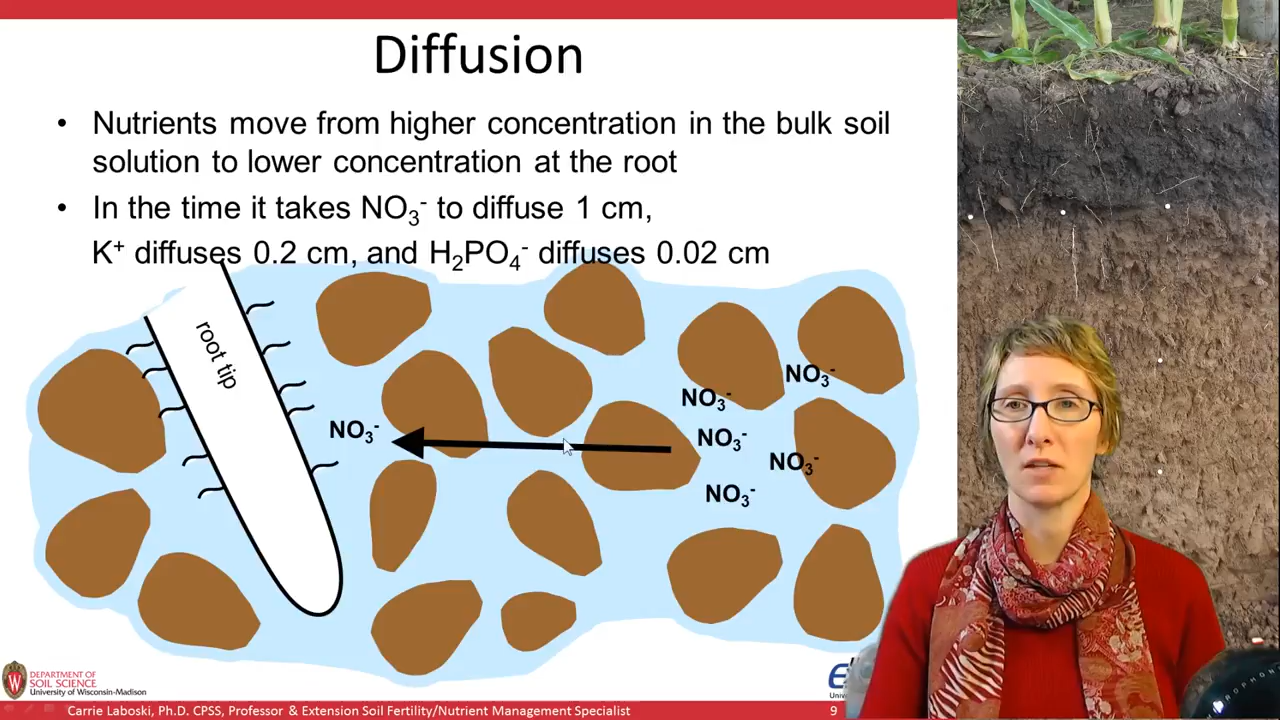 Diffusion
• Nutrients move from higher concentration in the bulk soil
solution to lower concentration at the root
• In the time it takes NO₃⁻ to diffuse 1 cm,
K⁺ diffuses 0.2 cm, and H₂PO₄⁻ diffuses 0.02 cm
root tip
NO₃⁻
NO₃⁻
NO₃⁻
NO₃⁻
NO₃⁻
NO₃⁻
W
DEPARTMENT OF
SOIL SCIENCE
University of Wisconsin-Madison
Carrie Laboski, Ph.D. CPSS, Professor & Extension Soil Fertility/Nutrient Management Specialist
9